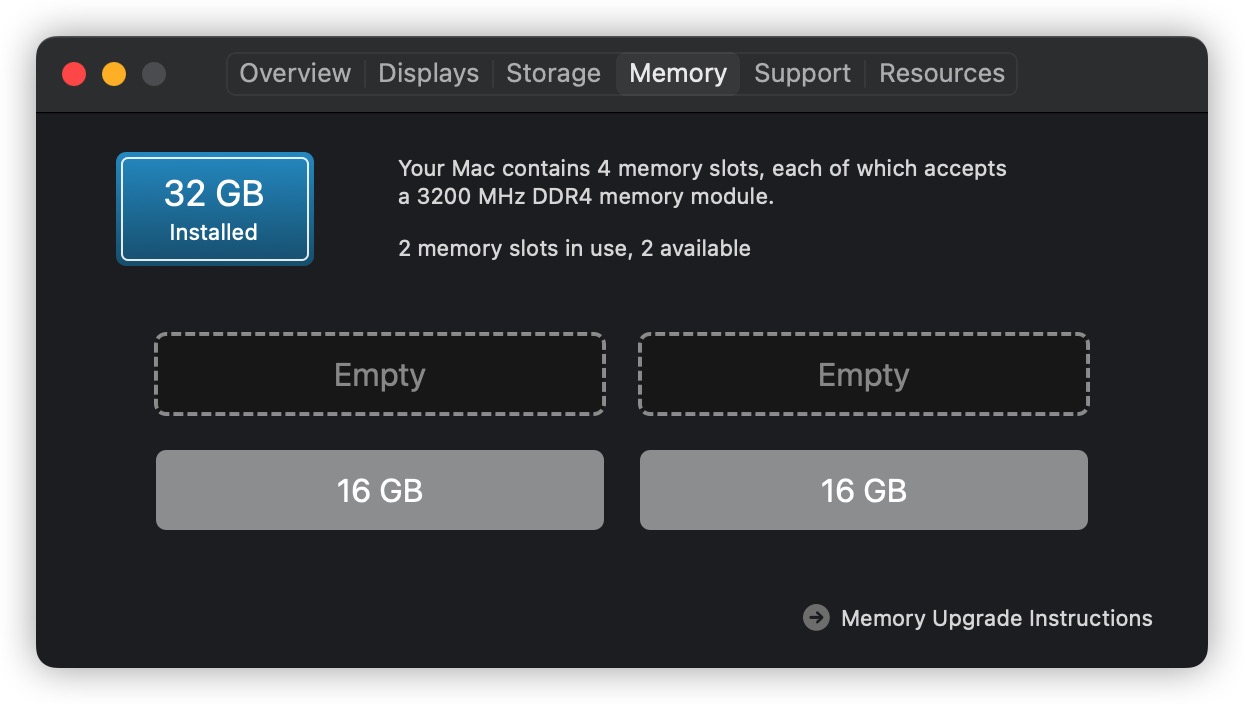 Overview Displays Storage Memory Support Resources
32 GB
Installed
Your Mac contains 4 memory slots, each of which accepts
a 3200 MHz DDR4 memory module.
2 memory slots in use, 2 available
Empty Empty
16 GB 16 GB
Memory Upgrade Instructions